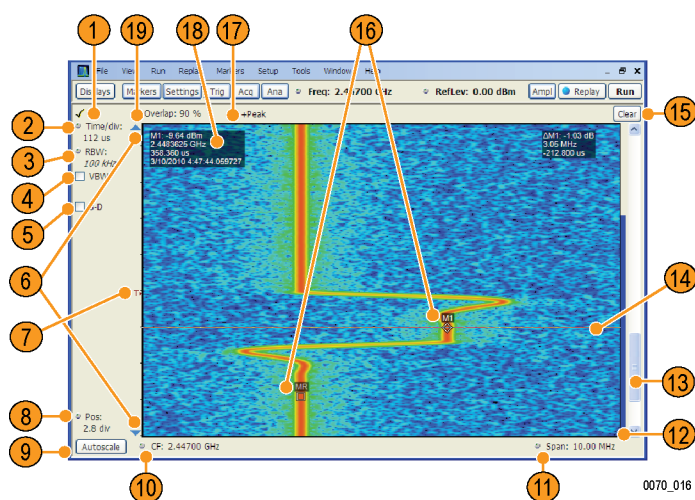 1 19 18 17 16
File View Run Replay Markers Setup Tools Window Help
Displays Markers Settings Trig Acq Ana Freq: 2.44700 GHz RefLev: 0.00 dBm Ampl Replay Run
Overlap: 90 % +Peak Clear 15
2 Time/div:
112 us
3 RBW:
100 kHz
4 VBW
5
6
M1: -9.64 dBm
2.4483625 GHz
358.360 us
3/10/2010 4:47:44.069727
ΔM1: -1.03 dB
3.05 MHz
-212.800 us
7 T
M1
14
13
MR
8 Pos:
2.8 div
12
9 Autoscale CF: 2.44700 GHz Span: 10.00 MHz
10 11
0070_016